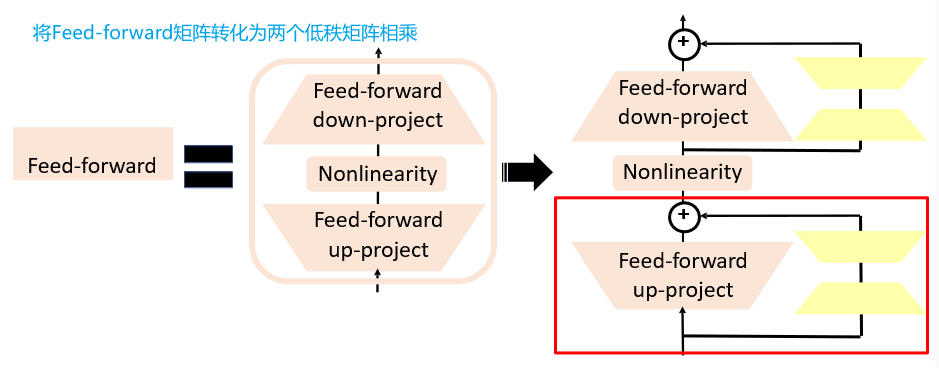 将Feed-forward矩阵转化为两个低秩矩阵相乘
Feed-forward
Feed-forward
down-project
Nonlinearity
Feed-forward
up-project
+
Feed-forward
down-project
Nonlinearity
+
Feed-forward
up-project